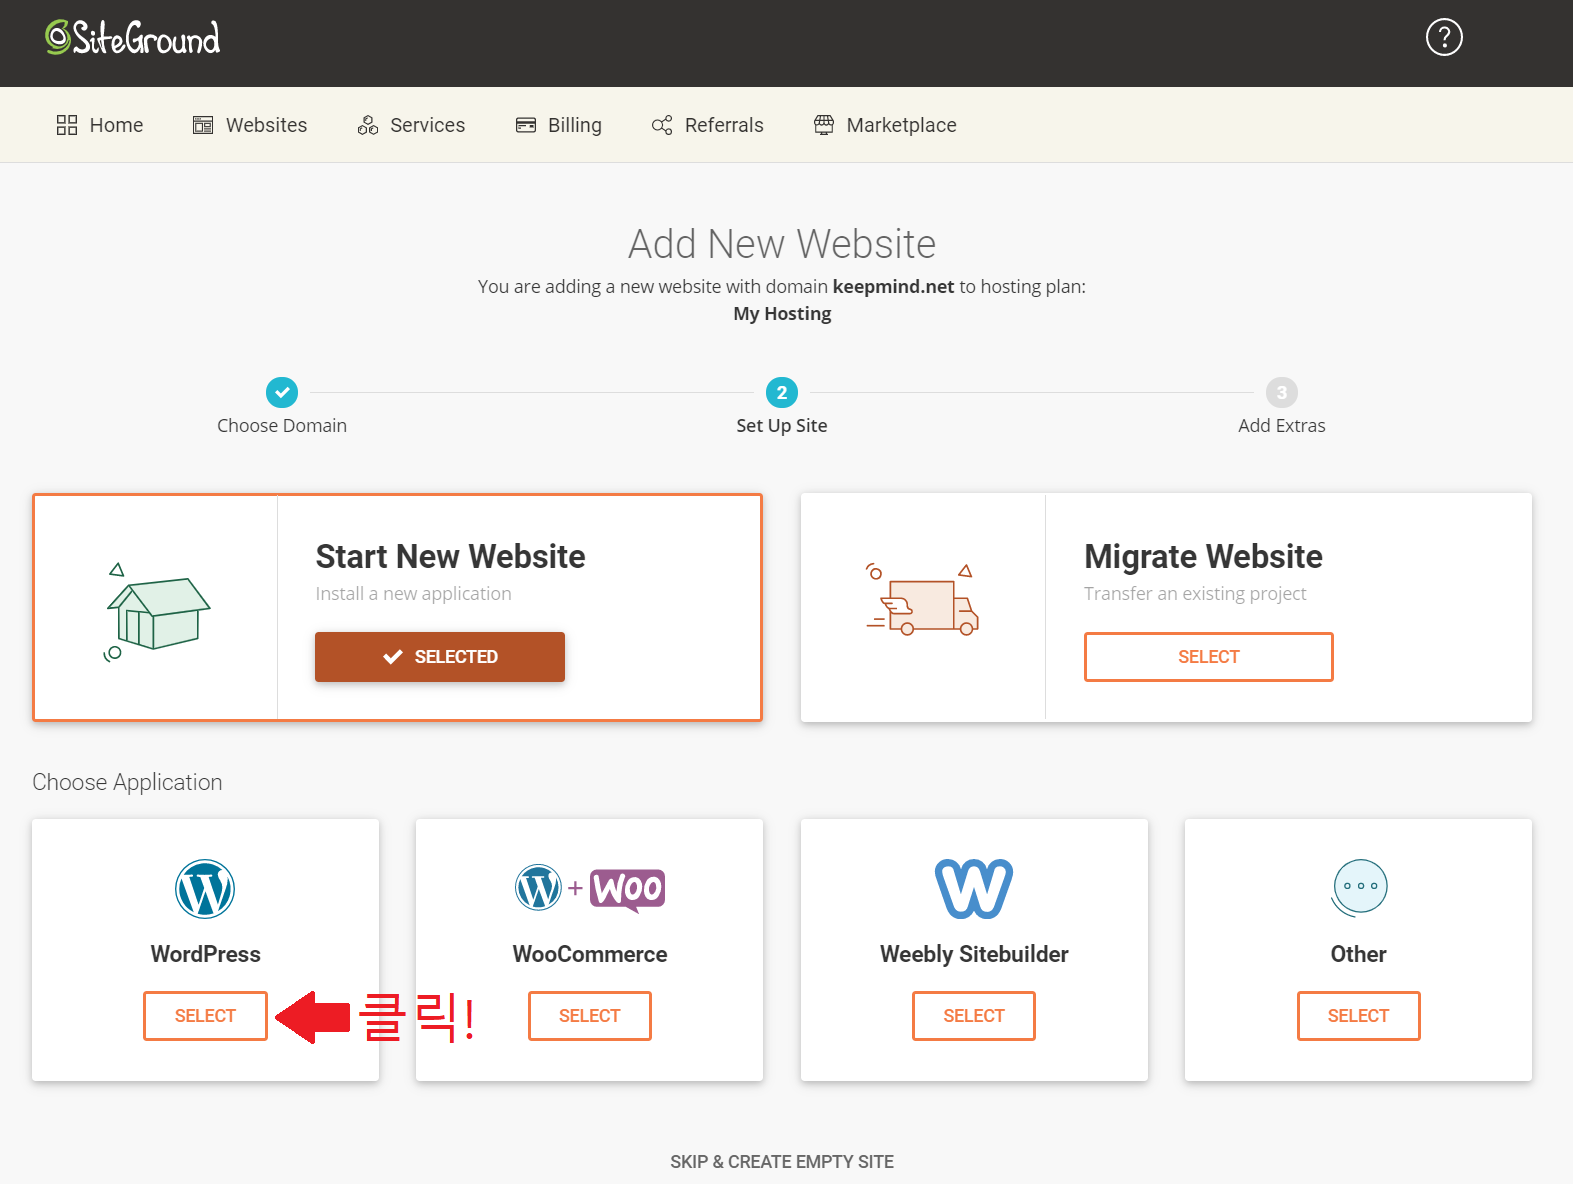 SiteGround
?
Home Websites Services Billing Referrals Marketplace
Add New Website
You are adding a new website with domain keepmind.net to hosting plan:
My Hosting
2 3
Choose Domain Set Up Site Add Extras
Start New Website
Install a new application
SELECTED
Migrate Website
Transfer an existing project
SELECT
Choose Application
WordPress
SELECT
클릭!
W + WOO
WooCommerce
SELECT
Weebly Sitebuilder
SELECT
Other
SELECT
SKIP & CREATE EMPTY SITE